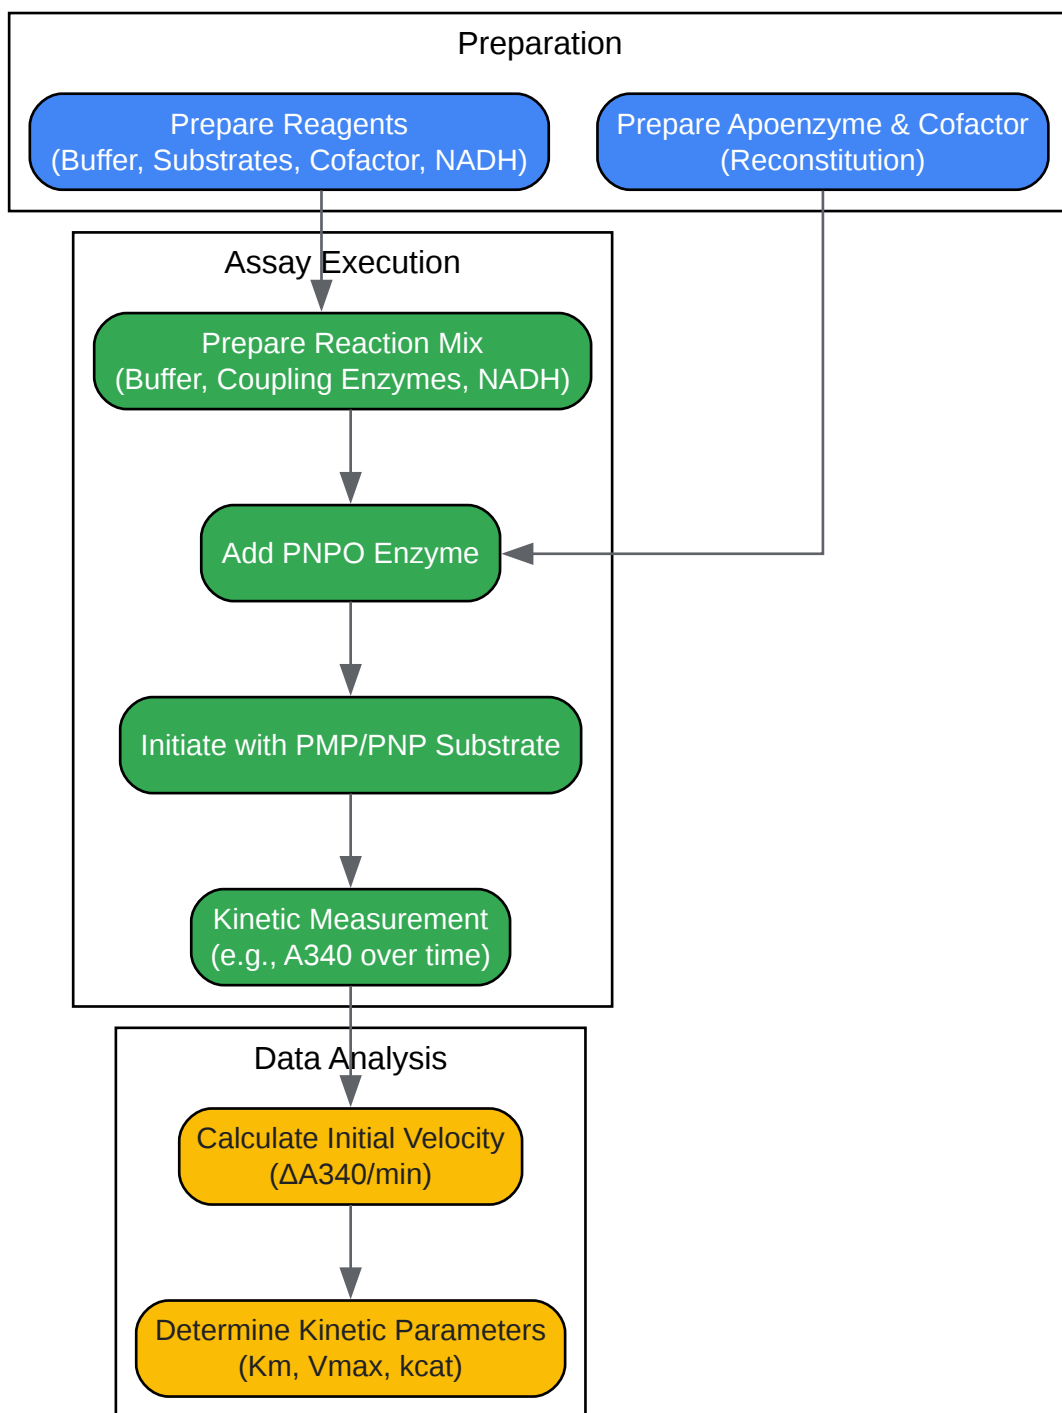 Preparation
Prepare Reagents
(Buffer, Substrates, Cofactor, NADH)
Prepare Apoenzyme & Cofactor
(Reconstitution)
Assay Execution
Prepare Reaction Mix
(Buffer, Coupling Enzymes, NADH)
Add PNPO Enzyme
Initiate with PMP/PNP Substrate
Kinetic Measurement
(e.g., A340 over time)
Data Analysis
Calculate Initial Velocity
(ΔA340/min)
Determine Kinetic Parameters
(Km, Vmax, kcat)